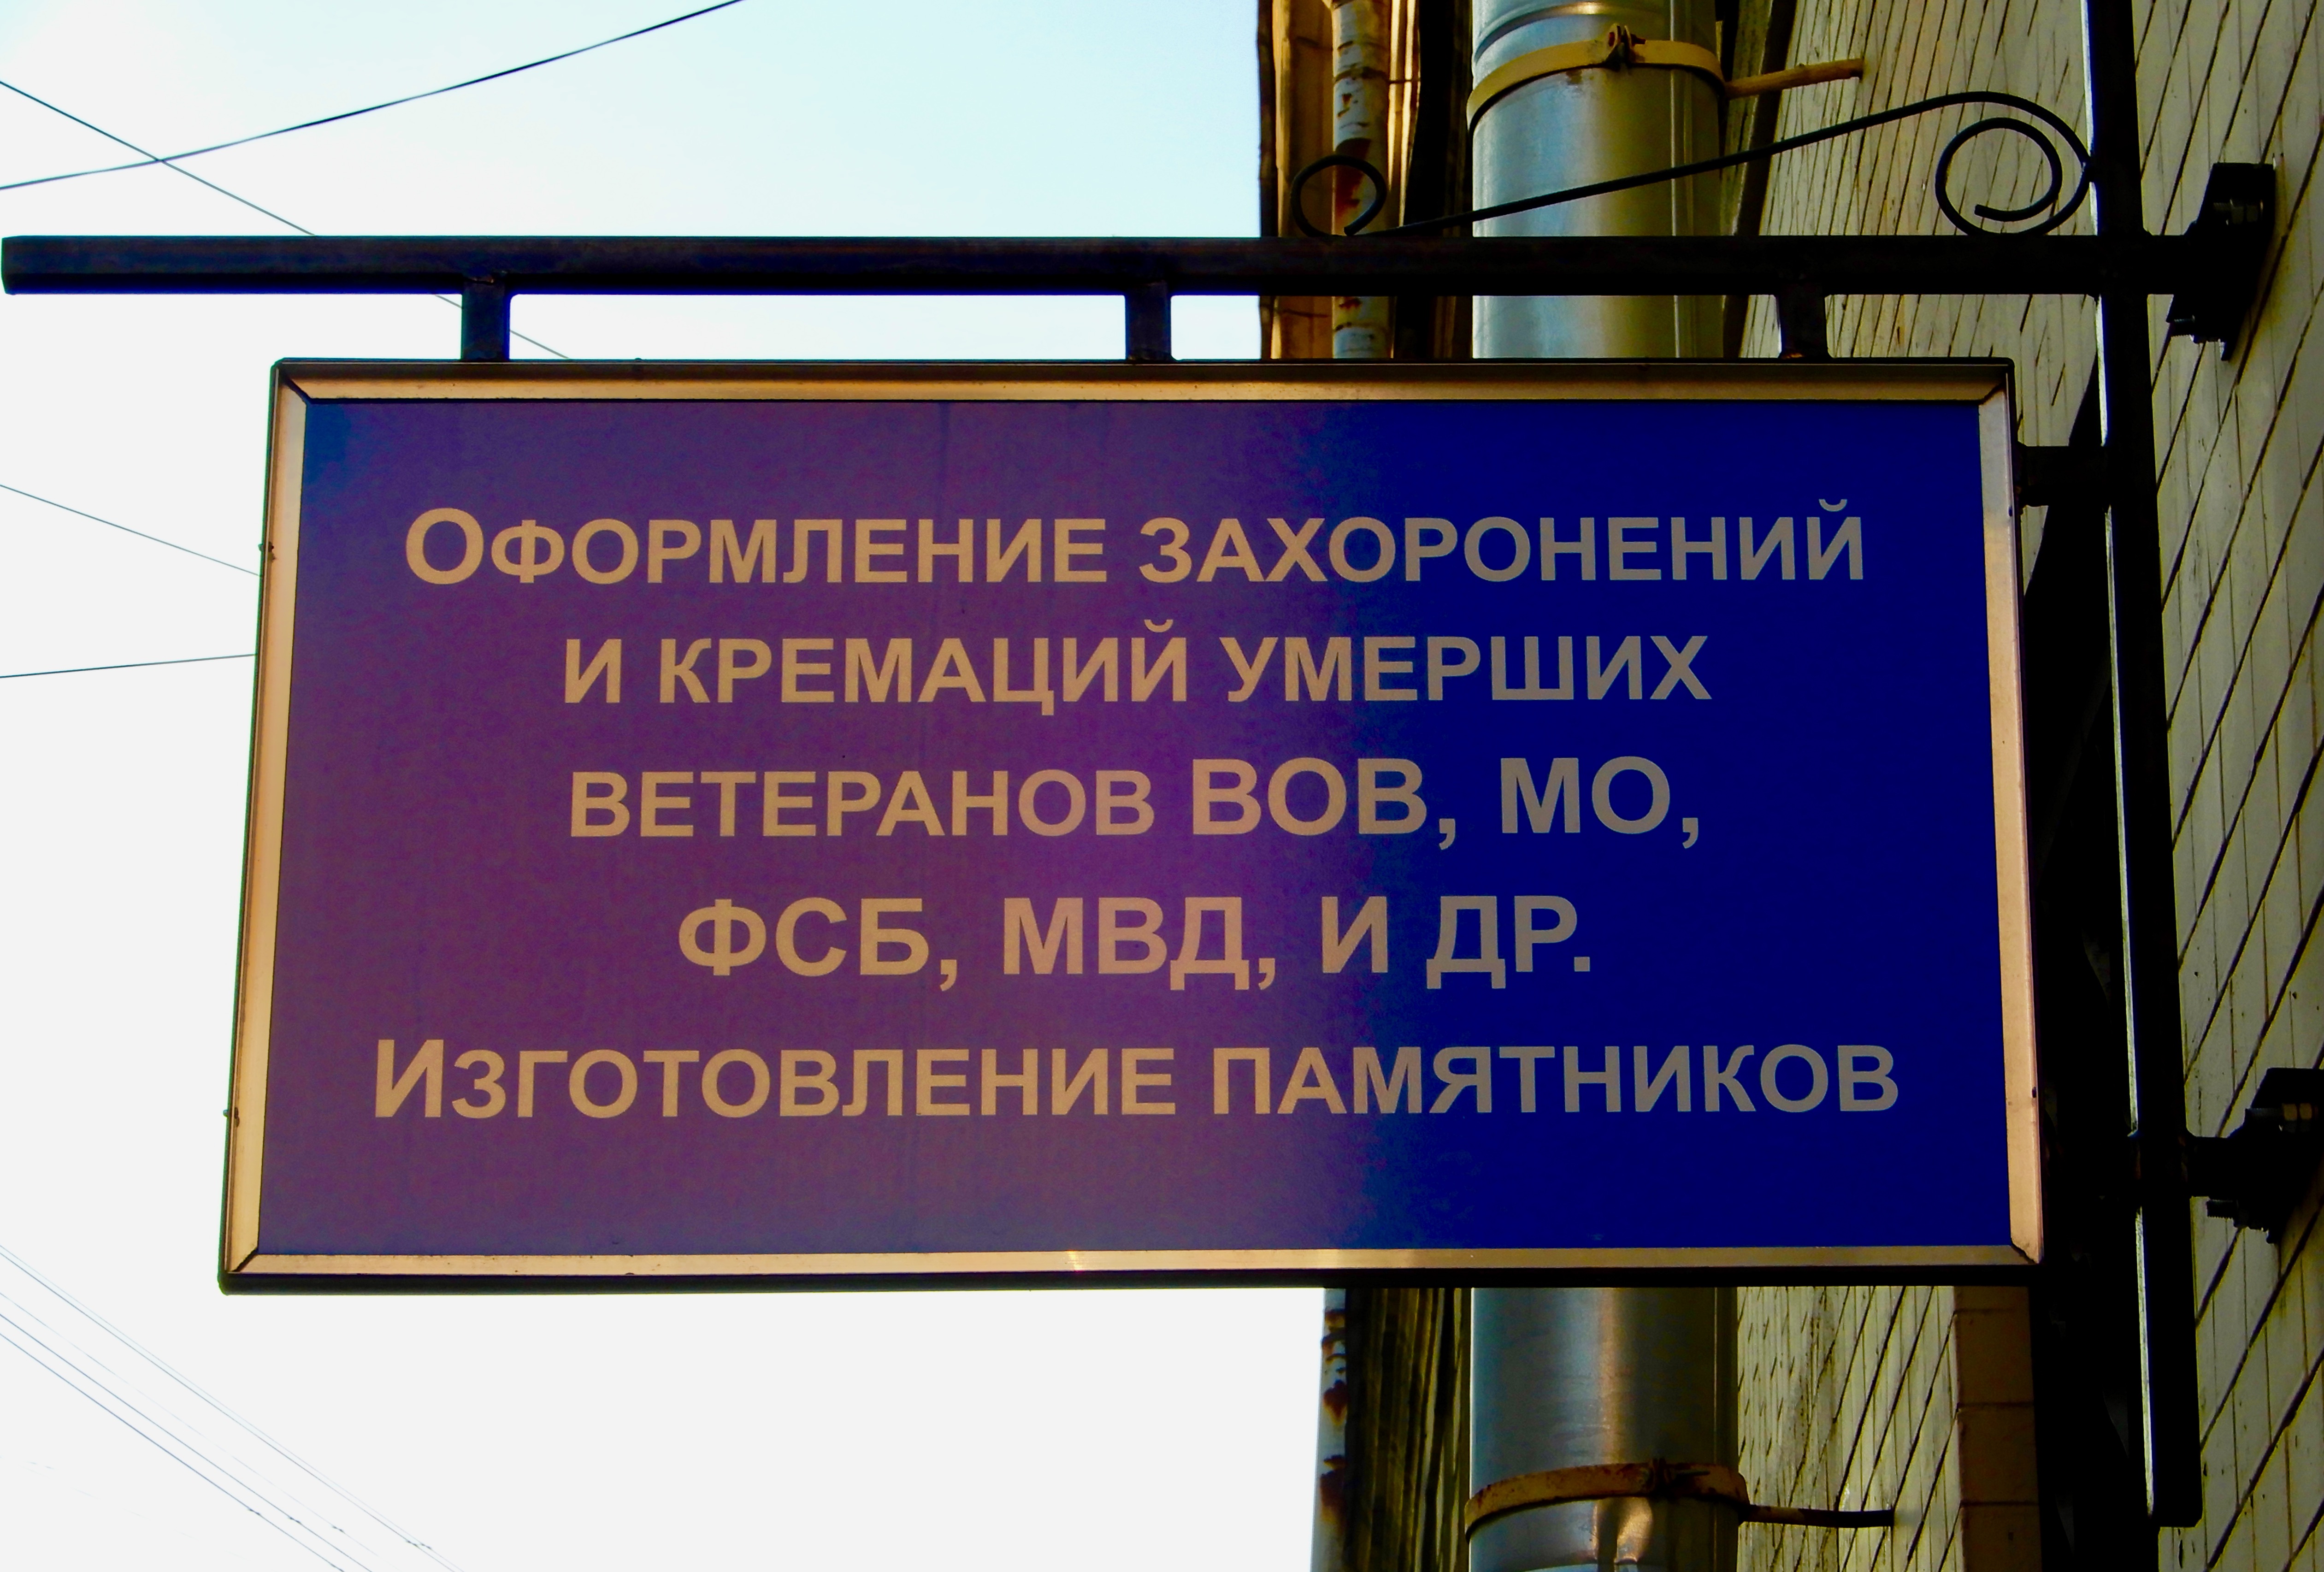 Оформление захоронений
и кремаций умерших
ветеранов ВОВ, МО,
ФСБ, МВД, и др.
Изготовление памятников